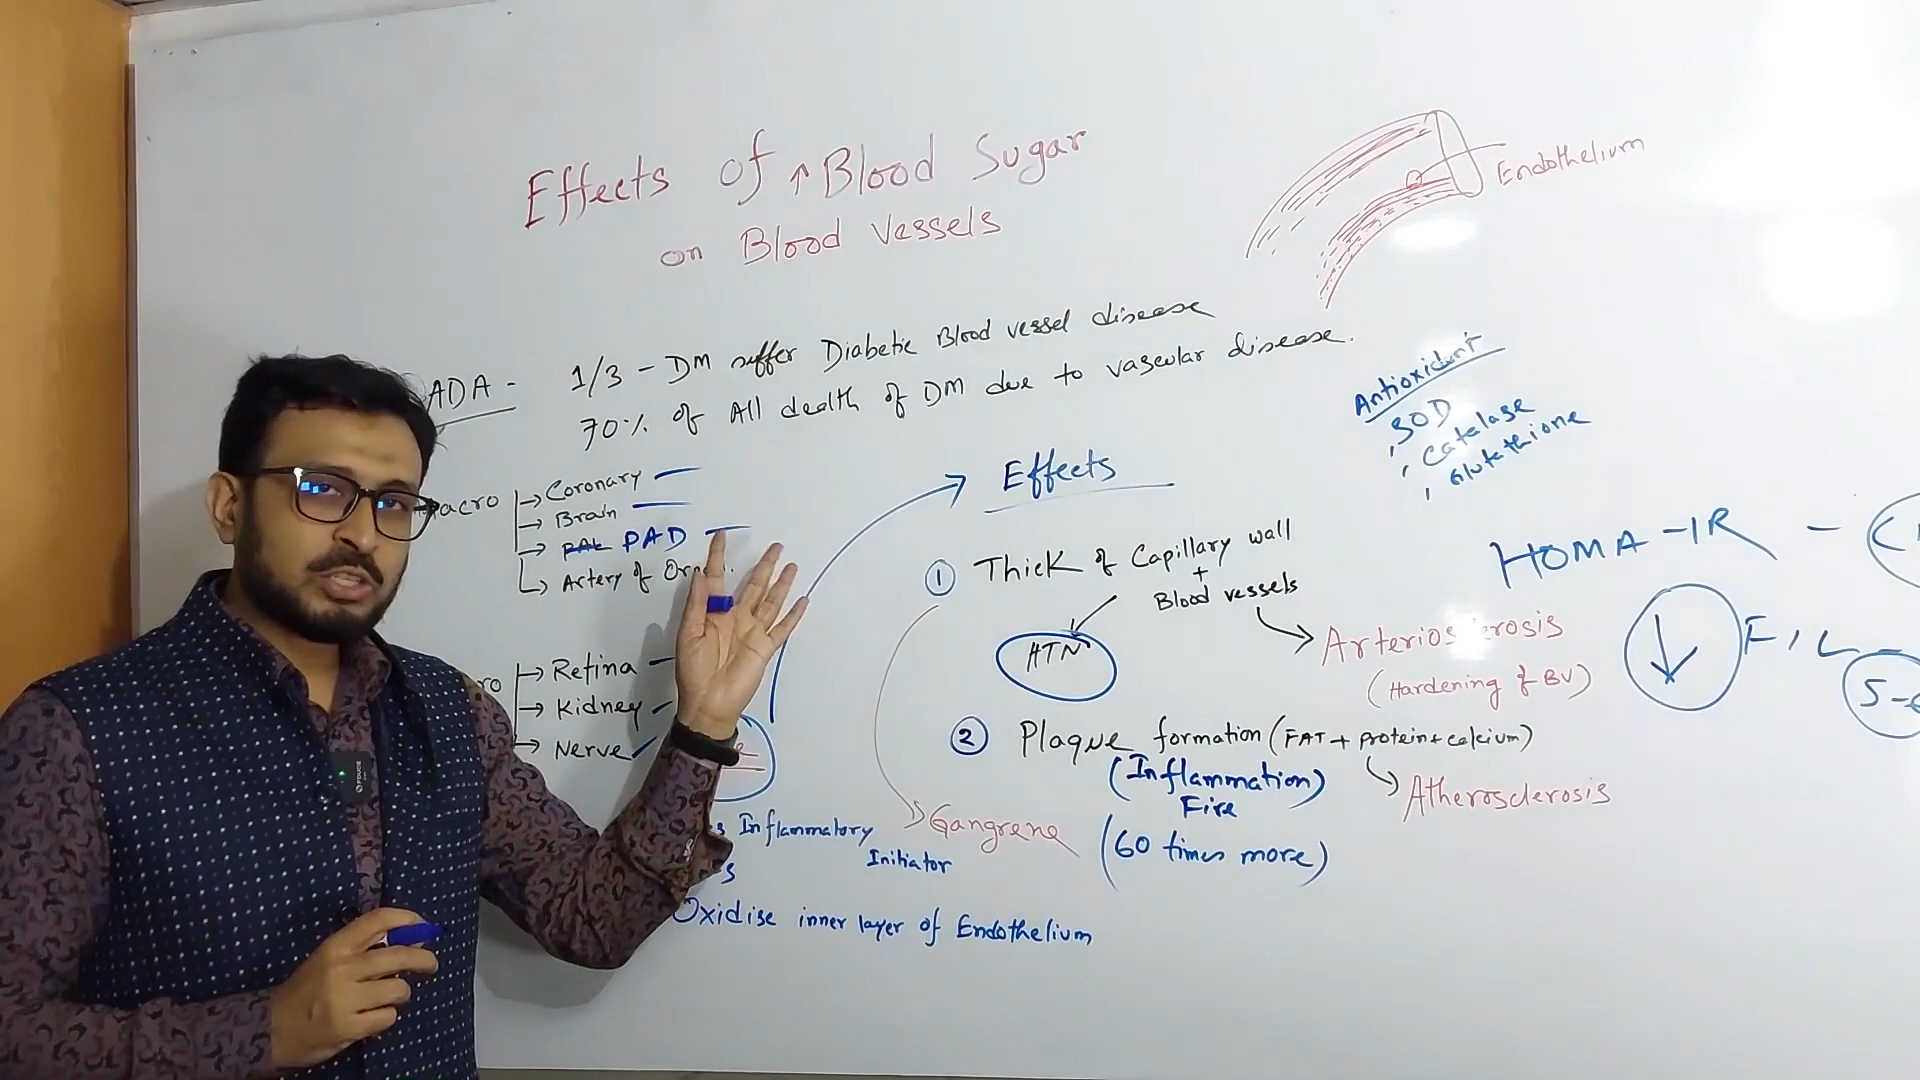 Effects Of ↑ Blood Sugar
on Blood Vessels
Endothelium
ADA - 1/3 - DM suffer Diabetic Blood vessel disease
70% of All death of DM due to vascular disease.
Antioxidant
, SOD
, Catalase
, Glutathione
acro → Coronary
→ Brain
→ PAD
→ Artery of
ro → Retina
→ Kidney
→ Nerve
Effects
① Thick of Capillary wall
+
Blood vessels
HTN
Arteriosclerosis
(Hardening of BV)
② Plaque formation (FAT + protein + calcium)
(Inflammation)
Fire
Atherosclerosis
Gangrene (60 times more)
Inflammatory
Initiator
Oxidise inner layer of Endothelium
HOMA-IR -
↓ F